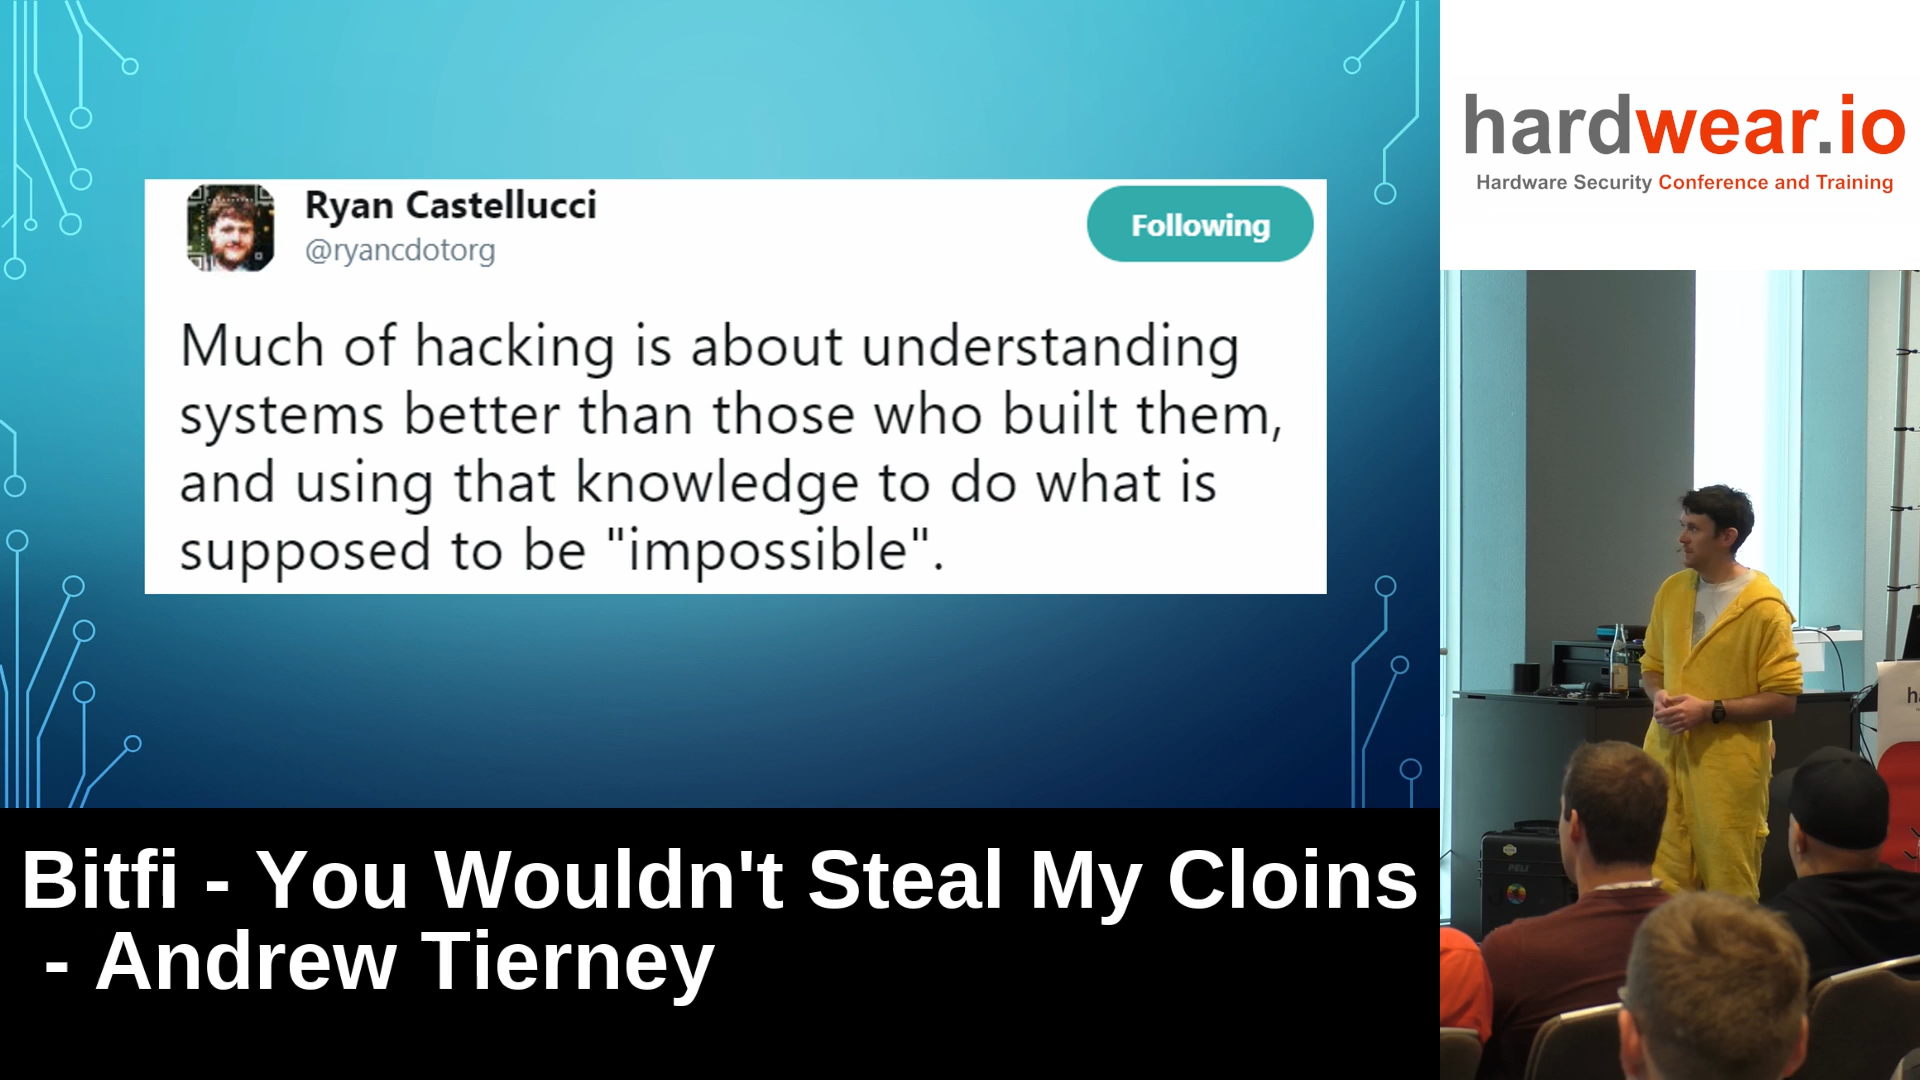 Ryan Castellucci
@ryancdotorg
Following
Much of hacking is about understanding
systems better than those who built them,
and using that knowledge to do what is
supposed to be "impossible".
hardwear.io
Hardware Security Conference and Training
PELI
Bitfi - You Wouldn't Steal My Cloins
- Andrew Tierney